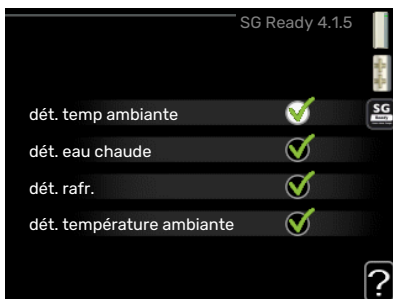 SG Ready 4.1.5
SG
Ready
dét. temp ambiante
dét. eau chaude
dét. rafr.
dét. température ambiante
?